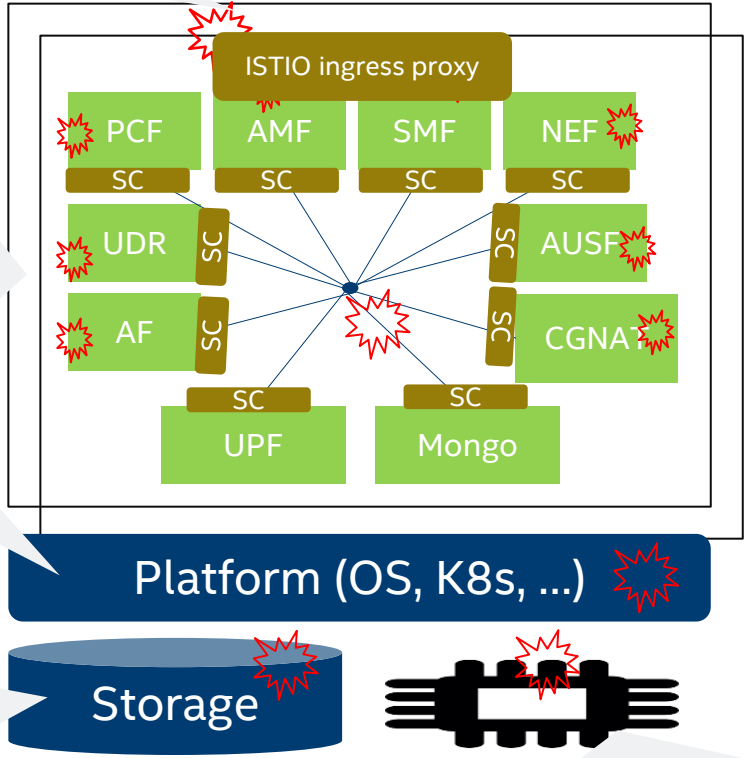 ISTIO ingress proxy
PCF
AMF
SMF
NEF
SC
SC
SC
SC
UDR
SC
SC
AUSF
AF
SC
SC
CGNAT
SC
SC
UPF
Mongo
Platform (OS, K8s, ...)
Storage